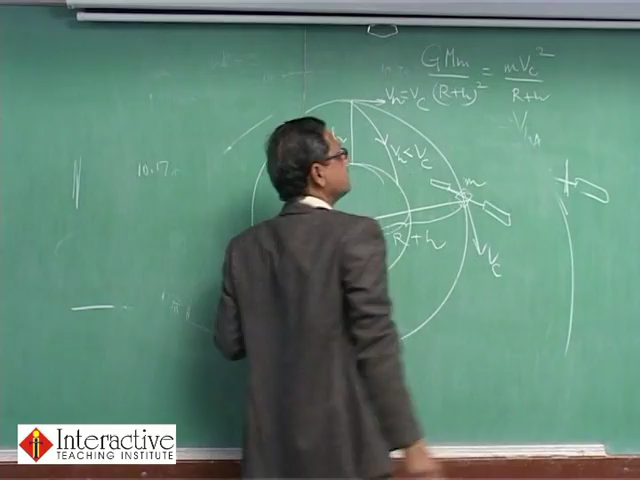 GMm/(R+h)² = mVc²/R+h
Vh=Vc
h
Vh<Vc
m
R+h
Vc
10.17
Interactive
TEACHING INSTITUTE